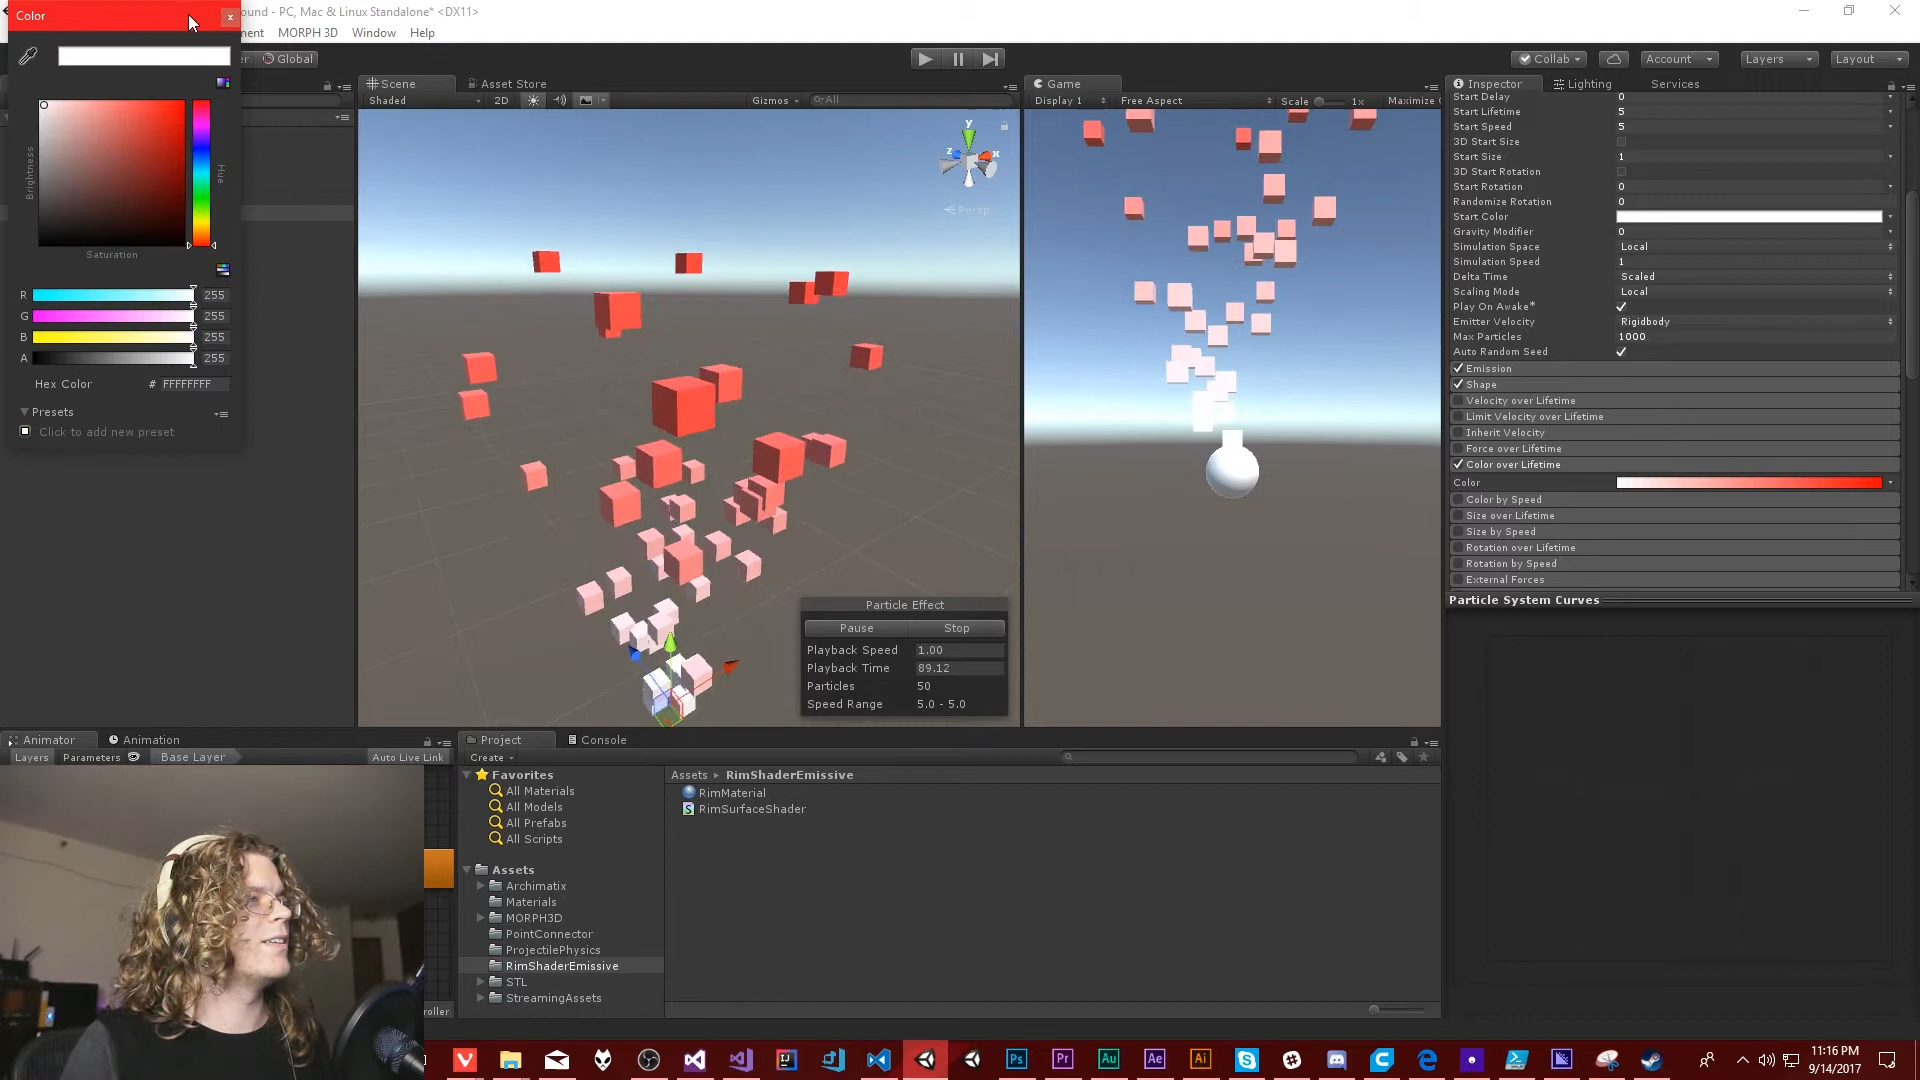 Color
x
ound - PC, Mac & Linux Standalone* <DX11>
nent MORPH 3D Window Help
er Global
Collab Account Layers Layout
Scene Asset Store
Shaded 2D Gizmos All
Game
Display 1 Free Aspect Scale 1x Maximize
Inspector Lighting Services
Start Delay 0
Start Lifetime 5
Start Speed 5
3D Start Size
Start Size 1
3D Start Rotation
Start Rotation 0
Randomize Rotation 0
Start Color
Gravity Modifier 0
Simulation Space Local
Simulation Speed 1
Delta Time Scaled
Scaling Mode Local
Play On Awake*
Emitter Velocity Rigidbody
Max Particles 1000
Auto Random Seed
Emission
Shape
Velocity over Lifetime
Limit Velocity over Lifetime
Inherit Velocity
Force over Lifetime
Color over Lifetime
Color
Color by Speed
Size over Lifetime
Size by Speed
Rotation over Lifetime
Rotation by Speed
External Forces
Particle System Curves
Brightness
Hue
Saturation
R 255
G 255
B 255
A 255
Hex Color # FFFFFFFF
Presets
Click to add new preset
y
z x
Persp
Particle Effect
Pause Stop
Playback Speed 1.00
Playback Time 89.12
Particles 50
Speed Range 5.0 - 5.0
Animator Animation
Layers Parameters Base Layer Auto Live Link
roller
Project Console
Create
Favorites
All Materials
All Models
All Prefabs
All Scripts
Assets
Archimatix
Materials
MORPH3D
PointConnector
ProjectilePhysics
RimShaderEmissive
STL
StreamingAssets
Assets RimShaderEmissive
RimMaterial
RimSurfaceShader
Ps Pr Au Ae Ai
11:16 PM
9/14/2017